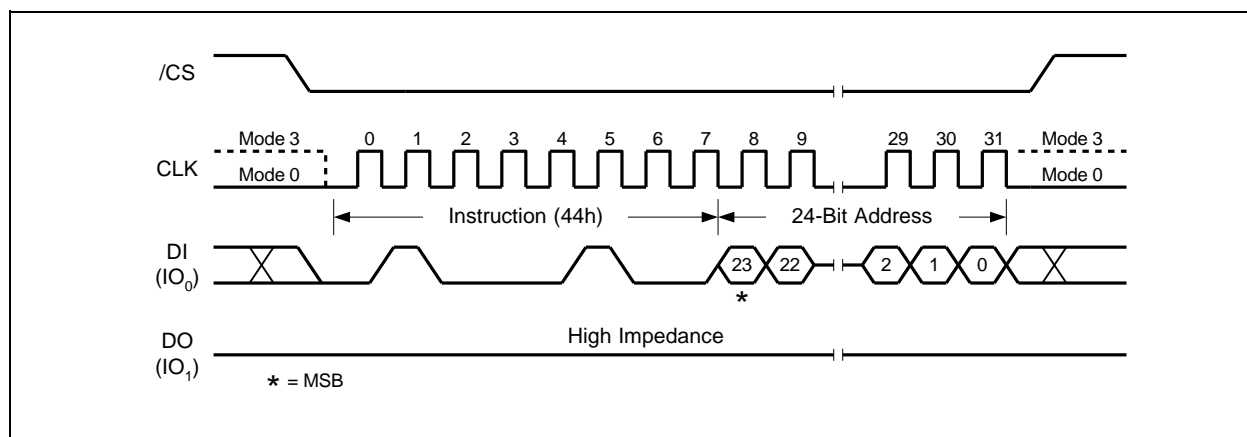 /CS
Mode 3 0 1 2 3 4 5 6 7 8 9 29 30 31 Mode 3
CLK
Mode 0 Mode 0
Instruction (44h) 24-Bit Address
DI
(IO0) 23 22 2 1 0
*
High Impedance
DO
(IO1)
* = MSB